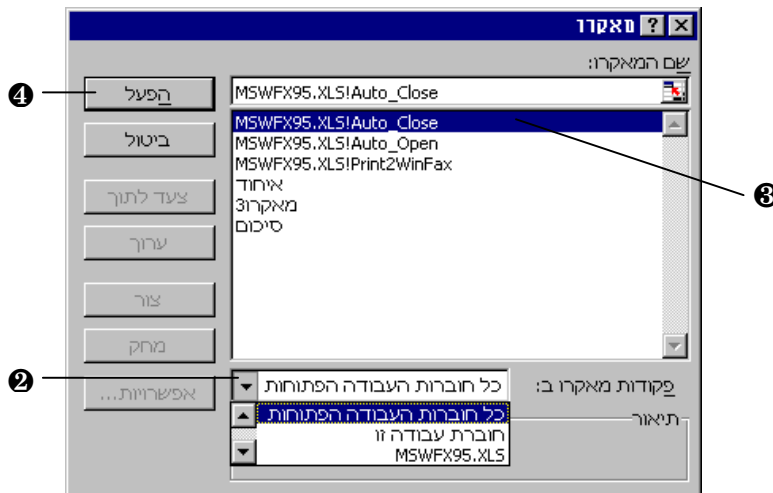 מאקרו
שם המאקרו:
MSWFX95.XLS!Auto_Close
MSWFX95.XLS!Auto_Close
MSWFX95.XLS!Auto_Open
MSWFX95.XLS!Print2WinFax
איחוד
מאקרו3
סיכום
❹ הפעל
ביטול
צעד לתוך
ערוך
צור
מחק
אפשרויות...
❸
פקודות מאקרו ב:
❷ כל חוברות העבודה הפתוחות
כל חוברות העבודה הפתוחות
חוברת עבודה זו
MSWFX95.XLS
תיאור